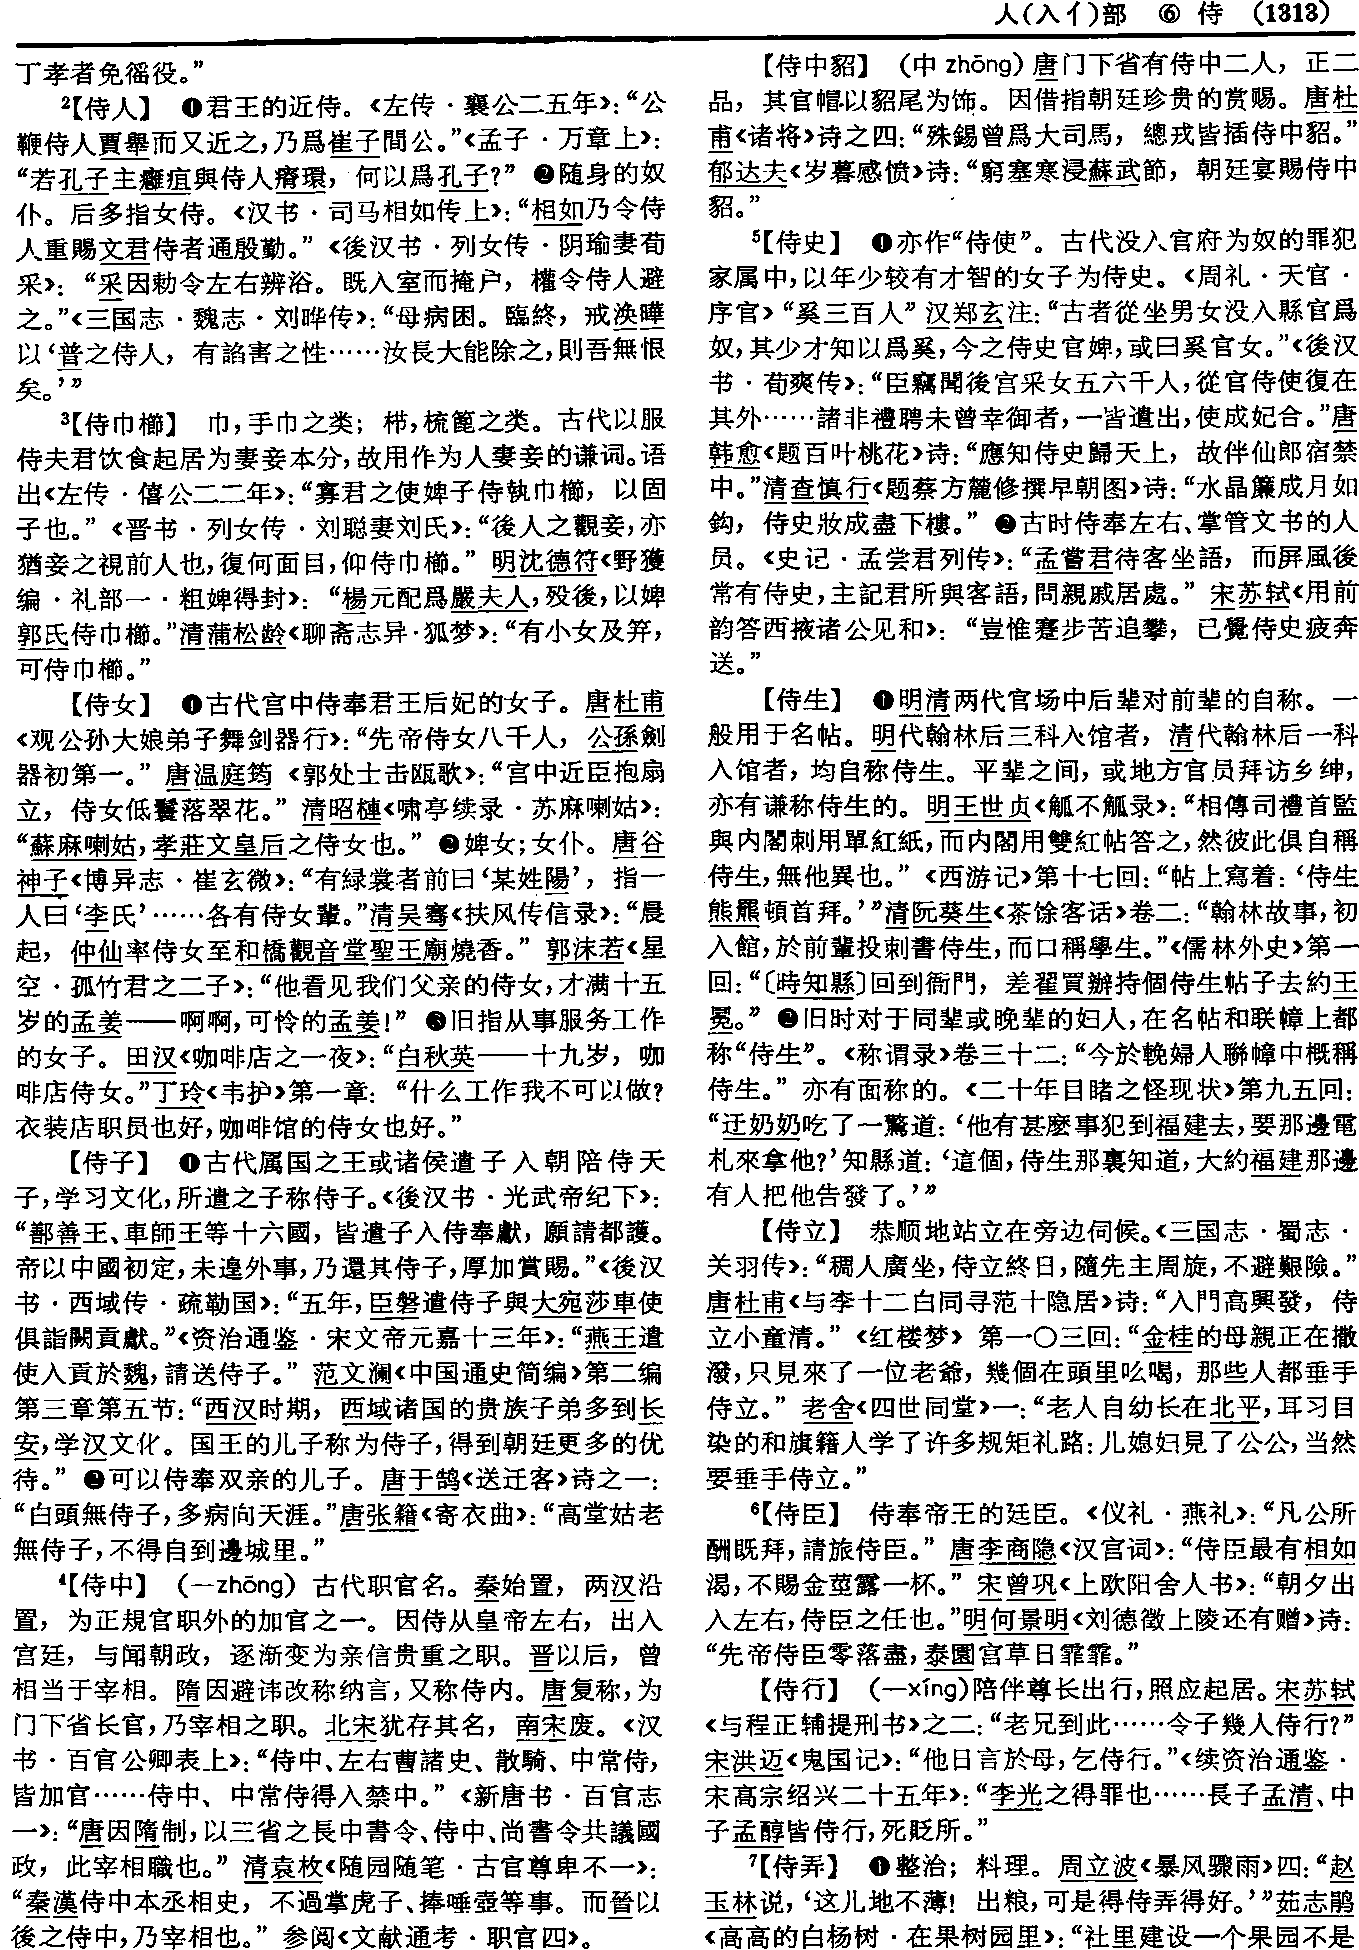 人(入亻)部 ⑥ 侍 (1313)
丁孝者免徭役。”
²【侍人】 ❶君王的近侍。《左传·襄公二五年》：“公
鞭侍人賈舉而又近之，乃爲崔子間公。”《孟子·万章上》：
“若孔子主癰疽與侍人瘠環，何以爲孔子？” ❷随身的奴
仆。后多指女侍。《汉书·司马相如传上》：“相如乃令侍
人重賜文君侍者通殷勤。”《後汉书·列女传·阴瑜妻荀
采》：“采因勅令左右辨浴。既入室而掩户，權令侍人避
之。”《三国志·魏志·刘晔传》：“母病困。臨終，戒渙曄
以‘普之侍人，有諂害之性……汝長大能除之，則吾無恨
矣。’”
³【侍巾櫛】 巾，手巾之类；栉，梳篦之类。古代以服
侍夫君饮食起居为妻妾本分，故用作为人妻妾的谦词。语
出《左传·僖公二二年》：“寡君之使婢子侍執巾櫛，以固
子也。”《晋书·列女传·刘聪妻刘氏》：“後人之觀妾，亦
猶妾之視前人也，復何面目，仰侍巾櫛。” 明沈德符《野獲
编·礼部一·粗婢得封》：“楊元配爲嚴夫人，殁後，以婢
郭氏侍巾櫛。”清蒲松龄《聊斋志异·狐梦》：“有小女及笄，
可侍巾櫛。”
【侍女】 ❶古代宫中侍奉君王后妃的女子。唐杜甫
《观公孙大娘弟子舞剑器行》：“先帝侍女八千人，公孫劍
器初第一。” 唐温庭筠《郭处士击瓯歌》：“宫中近臣抱扇
立，侍女低鬟落翠花。” 清昭槤《啸亭续录·苏麻喇姑》：
“蘇麻喇姑，孝莊文皇后之侍女也。” ❷婢女；女仆。唐谷
神子《博异志·崔玄微》：“有緑裳者前曰‘某姓陽’，指一
人曰‘李氏’……各有侍女輩。”清吴骞《扶风传信录》：“晨
起，仲仙率侍女至和橋觀音堂聖王廟燒香。” 郭沫若《星
空·孤竹君之二子》：“他看见我们父亲的侍女，才满十五
岁的孟姜——啊啊，可怜的孟姜！” ❸旧指从事服务工作
的女子。田汉《咖啡店之一夜》：“白秋英——十九岁，咖
啡店侍女。”丁玲《韦护》第一章：“什么工作我不可以做？
衣装店职员也好，咖啡馆的侍女也好。”
【侍子】 ❶古代属国之王或诸侯遣子入朝陪侍天
子，学习文化，所遣之子称侍子。《後汉书·光武帝纪下》：
“鄯善王、車師王等十六國，皆遣子入侍奉獻，願請都護。
帝以中國初定，未遑外事，乃還其侍子，厚加賞賜。”《後汉
书·西域传·疏勒国》：“五年，臣磐遣侍子與大宛莎車使
俱詣闕貢獻。”《资治通鉴·宋文帝元嘉十三年》：“燕王遣
使入貢於魏，請送侍子。” 范文澜《中国通史简编》第二编
第三章第五节：“西汉时期，西域诸国的贵族子弟多到长
安，学汉文化。国王的儿子称为侍子，得到朝廷更多的优
待。” ❷可以侍奉双亲的儿子。唐于鹄《送迁客》诗之一：
“白頭無侍子，多病向天涯。”唐张籍《寄衣曲》：“高堂姑老
無侍子，不得自到邊城里。”
⁴【侍中】 （一zhōng）古代职官名。秦始置，两汉沿
置，为正规官职外的加官之一。因侍从皇帝左右，出入
宫廷，与闻朝政，逐渐变为亲信贵重之职。晋以后，曾
相当于宰相。隋因避讳改称纳言，又称侍内。唐复称，为
门下省长官，乃宰相之职。北宋犹存其名，南宋废。《汉
书·百官公卿表上》：“侍中、左右曹諸吏、散騎、中常侍，
皆加官……侍中、中常侍得入禁中。”《新唐书·百官志
一》：“唐因隋制，以三省之長中書令、侍中、尚書令共議國
政，此宰相職也。” 清袁枚《随园随笔·古官尊卑不一》：
“秦漢侍中本丞相史，不過掌虎子、捧唾壺等事。而晉以
後之侍中，乃宰相也。” 参阅《文献通考·职官四》。
【侍中貂】 （中zhōng）唐门下省有侍中二人，正二
品，其官帽以貂尾为饰。因借指朝廷珍贵的赏赐。唐杜
甫《诸将》诗之四：“殊錫曾爲大司馬，總戎皆插侍中貂。”
郁达夫《岁暮感愤》诗：“窮塞寒浸蘇武節，朝廷宴賜侍中
貂。”
⁵【侍史】 ❶亦作“侍使”。古代没入官府为奴的罪犯
家属中，以年少较有才智的女子为侍史。《周礼·天官·
序官》“奚三百人”汉郑玄注：“古者從坐男女没入縣官爲
奴，其少才知以爲奚，今之侍史官婢，或曰奚官女。”《後汉
书·荀爽传》：“臣竊聞後宫采女五六千人，從官侍使復在
其外……諸非禮聘未曾幸御者，一皆遣出，使成妃合。”唐
韩愈《题百叶桃花》诗：“應知侍史歸天上，故伴仙郎宿禁
中。”清查慎行《题蔡方麓修撰早朝图》诗：“水晶簾成月如
鈎，侍史妝成盡下樓。” ❷古时侍奉左右、掌管文书的人
员。《史记·孟尝君列传》：“孟嘗君待客坐語，而屏風後
常有侍史，主記君所與客語，問親戚居處。” 宋苏轼《用前
韵答西掖诸公见和》：“豈惟蹇步苦追攀，已覺侍史疲奔
送。”
【侍生】 ❶明清两代官场中后辈对前辈的自称。一
般用于名帖。明代翰林后三科入馆者，清代翰林后一科
入馆者，均自称侍生。平辈之间，或地方官员拜访乡绅，
亦有谦称侍生的。明王世贞《觚不觚录》：“相傳司禮首監
與内閣刺用單紅紙，而内閣用雙紅帖答之，然彼此俱自稱
侍生，無他異也。”《西游记》第十七回：“帖上寫着：‘侍生
熊羆頓首拜。’”清阮葵生《茶馀客话》卷二：“翰林故事，初
入館，於前輩投刺書侍生，而口稱學生。”《儒林外史》第一
回：“〔時知縣〕回到衙門，差翟買辦持個侍生帖子去約王
冕。” ❷旧时对于同辈或晚辈的妇人，在名帖和联幛上都
称“侍生”。《称谓录》卷三十二：“今於輓婦人聯幛中概稱
侍生。” 亦有面称的。《二十年目睹之怪现状》第九五回：
“迂奶奶吃了一驚道：‘他有甚麽事犯到福建去，要那邊電
札來拿他？’知縣道：‘這個，侍生那裏知道，大約福建那邊
有人把他告發了。’”
【侍立】 恭顺地站立在旁边伺候。《三国志·蜀志·
关羽传》：“稠人廣坐，侍立終日，隨先主周旋，不避艱險。”
唐杜甫《与李十二白同寻范十隐居》诗：“入門高興發，侍
立小童清。”《红楼梦》第一〇三回：“金桂的母親正在撒
潑，只見來了一位老爺，幾個在頭里吆喝，那些人都垂手
侍立。” 老舍《四世同堂》一：“老人自幼长在北平，耳习目
染的和旗籍人学了许多规矩礼路：儿媳妇見了公公，当然
要垂手侍立。”
⁶【侍臣】 侍奉帝王的廷臣。《仪礼·燕礼》：“凡公所
酬既拜，請旅侍臣。” 唐李商隐《汉宫词》：“侍臣最有相如
渴，不賜金莖露一杯。” 宋曾巩《上欧阳舍人书》：“朝夕出
入左右，侍臣之任也。”明何景明《刘德徵上陵还有赠》诗：
“先帝侍臣零落盡，泰園宫草日霏霏。”
【侍行】 （一xíng）陪伴尊长出行，照应起居。宋苏轼
《与程正辅提刑书》之二：“老兄到此……令子幾人侍行？”
宋洪迈《鬼国记》：“他日言於母，乞侍行。”《续资治通鉴·
宋高宗绍兴二十五年》：“李光之得罪也……長子孟清、中
子孟醇皆侍行，死貶所。”
⁷【侍弄】 ❶整治；料理。周立波《暴风骤雨》四：“赵
玉林说，‘这儿地不薄！出粮，可是得侍弄得好。’”茹志鹃
《高高的白杨树·在果树园里》：“社里建设一个果园不是